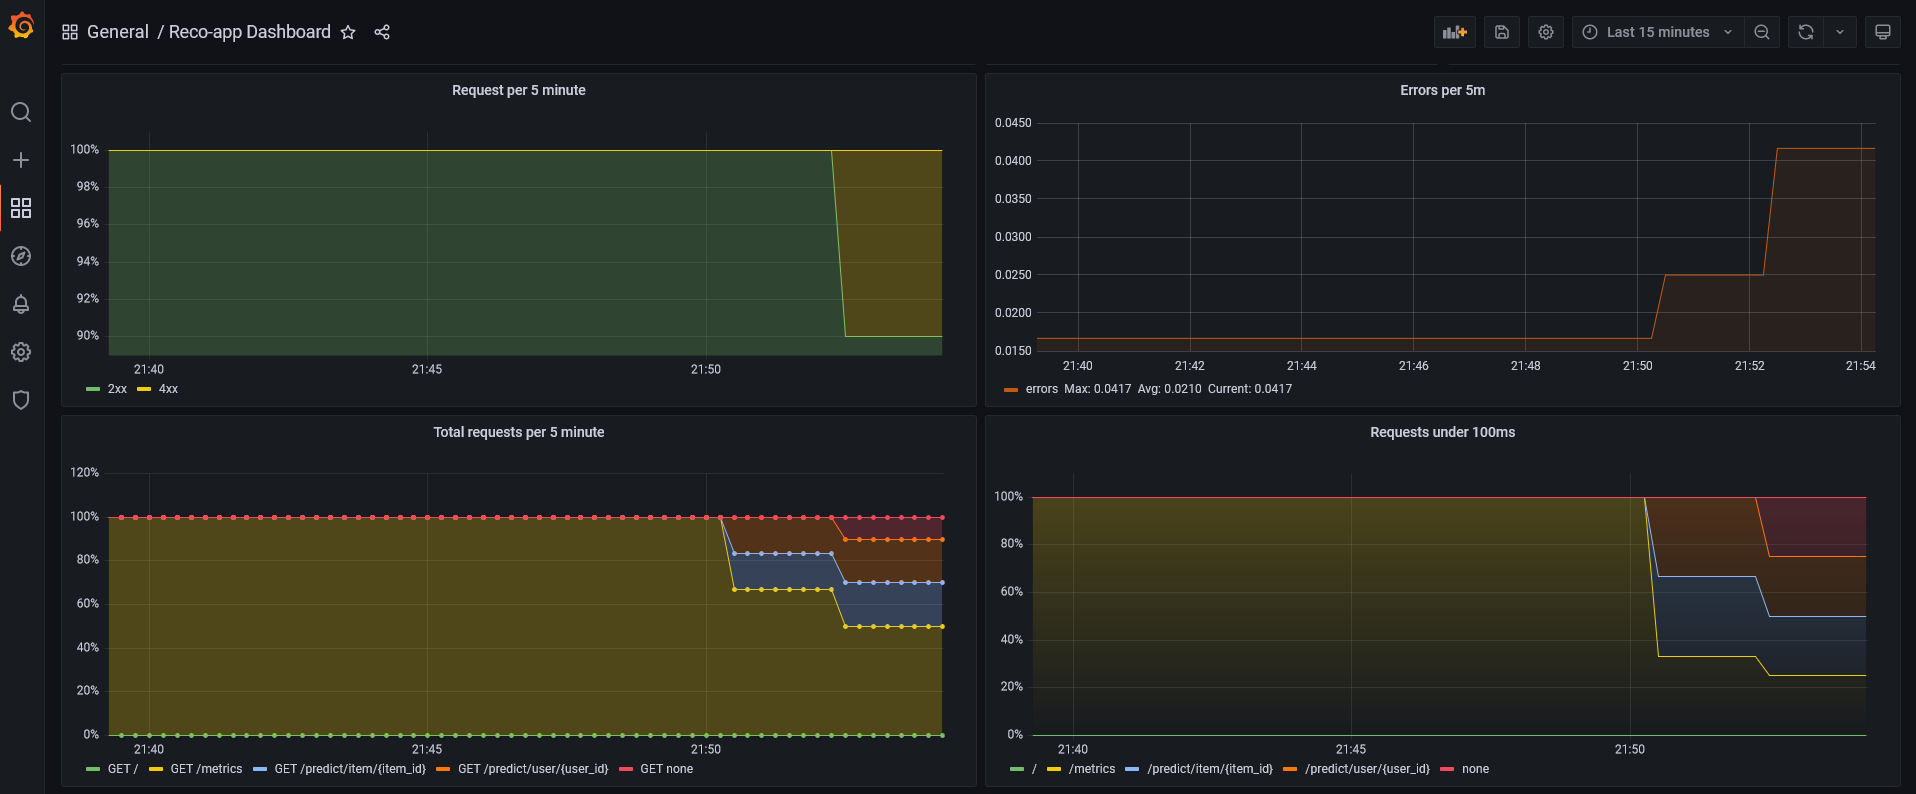 General / Reco-app Dashboard
Last 15 minutes
Request per 5 minute
100%
98%
96%
94%
92%
90%
21:40 21:45 21:50
2xx 4xx
Errors per 5m
0.0450
0.0400
0.0350
0.0300
0.0250
0.0200
0.0150
21:40 21:42 21:44 21:46 21:48 21:50 21:52 21:54
errors Max: 0.0417 Avg: 0.0210 Current: 0.0417
Total requests per 5 minute
120%
100%
80%
60%
40%
20%
0%
21:40 21:45 21:50
GET / GET /metrics GET /predict/item/{item_id} GET /predict/user/{user_id} GET none
Requests under 100ms
100%
80%
60%
40%
20%
0%
21:40 21:45 21:50
/ /metrics /predict/item/{item_id} /predict/user/{user_id} none